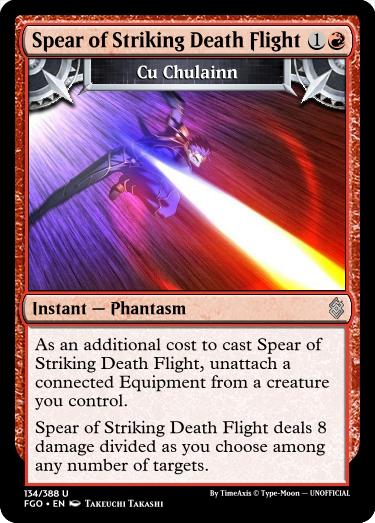 Spear of Striking Death Flight 1
Cu Chulainn
Instant — Phantasm
As an additional cost to cast Spear of
Striking Death Flight, unattach a
connected Equipment from a creature
you control.
Spear of Striking Death Flight deals 8
damage divided as you choose among
any number of targets.
134/388 U
FGO • EN Takeuchi Takashi
By TimeAxis © Type-Moon — UNOFFICIAL